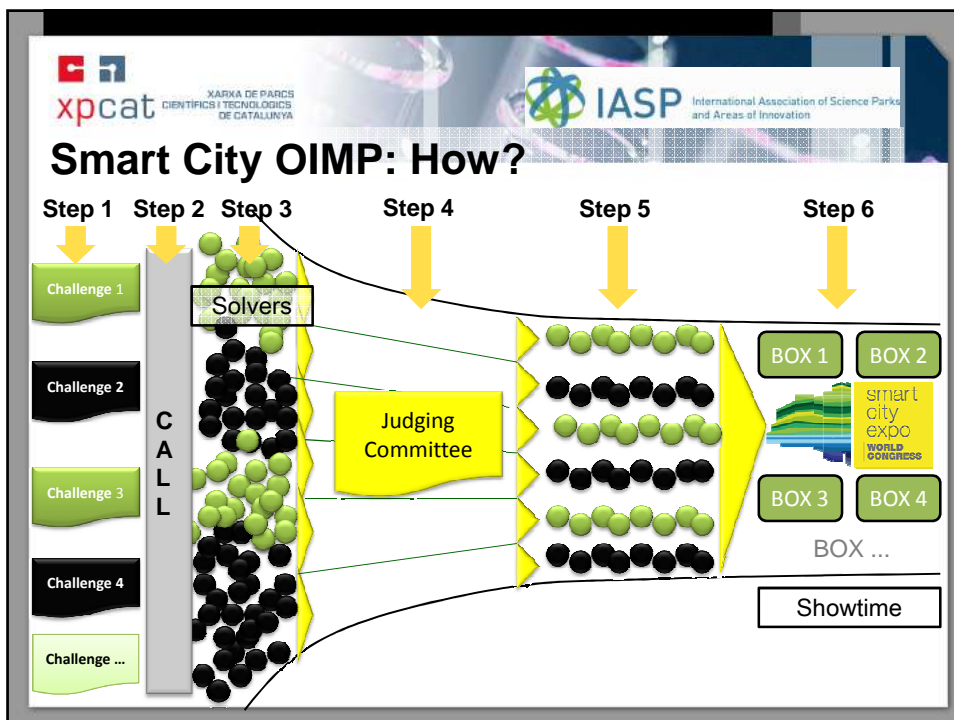 xpcat
XARXA DE PARCS
CIENTÍFICS I TECNOLÒGICS
DE CATALUNYA
IASP
International Association of Science Parks
and Areas of Innovation
Smart City OIMP: How?
Step 1
Step 2
Step 3
Step 4
Step 5
Step 6
Challenge 1
Challenge 2
Challenge 3
Challenge 4
Challenge ...
C
A
L
L
Solvers
Judging
Committee
BOX 1
BOX 2
smart
city
expo
WORLD
CONGRESS
BOX 3
BOX 4
BOX ...
Showtime